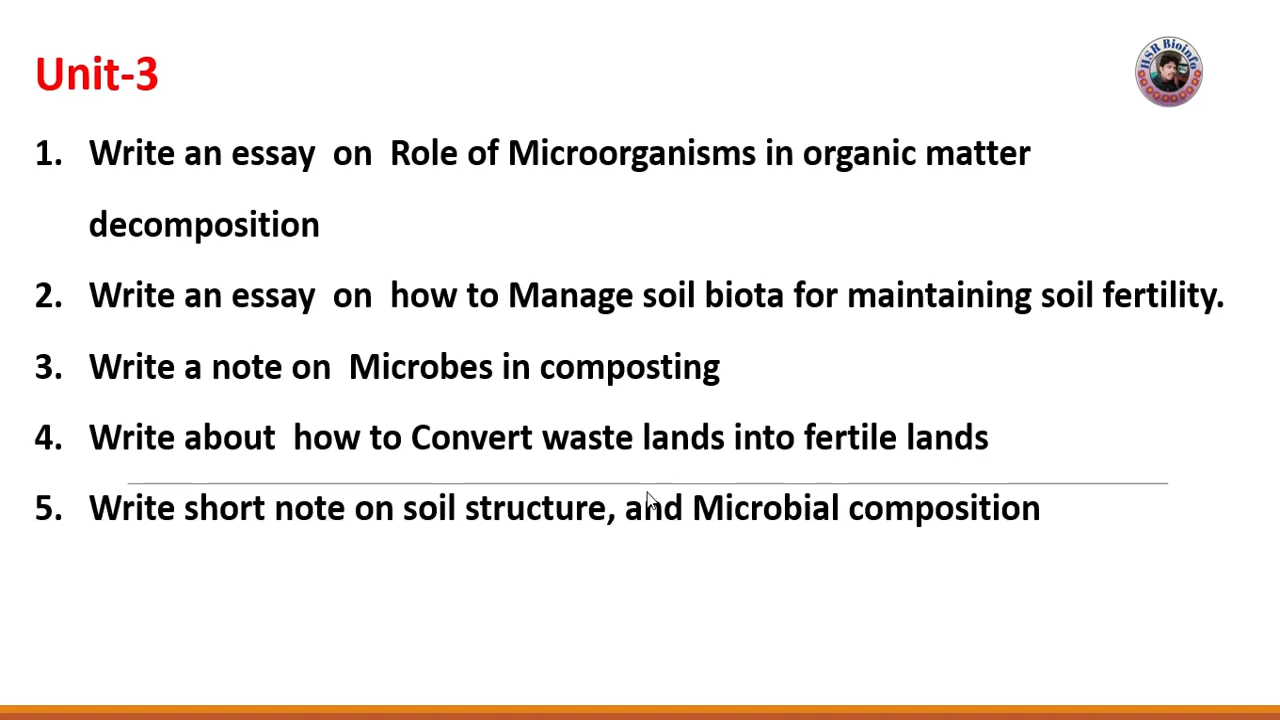 Unit-3
HSR Bioinfo
1. Write an essay on Role of Microorganisms in organic matter
decomposition
2. Write an essay on how to Manage soil biota for maintaining soil fertility.
3. Write a note on Microbes in composting
4. Write about how to Convert waste lands into fertile lands
5. Write short note on soil structure, and Microbial composition